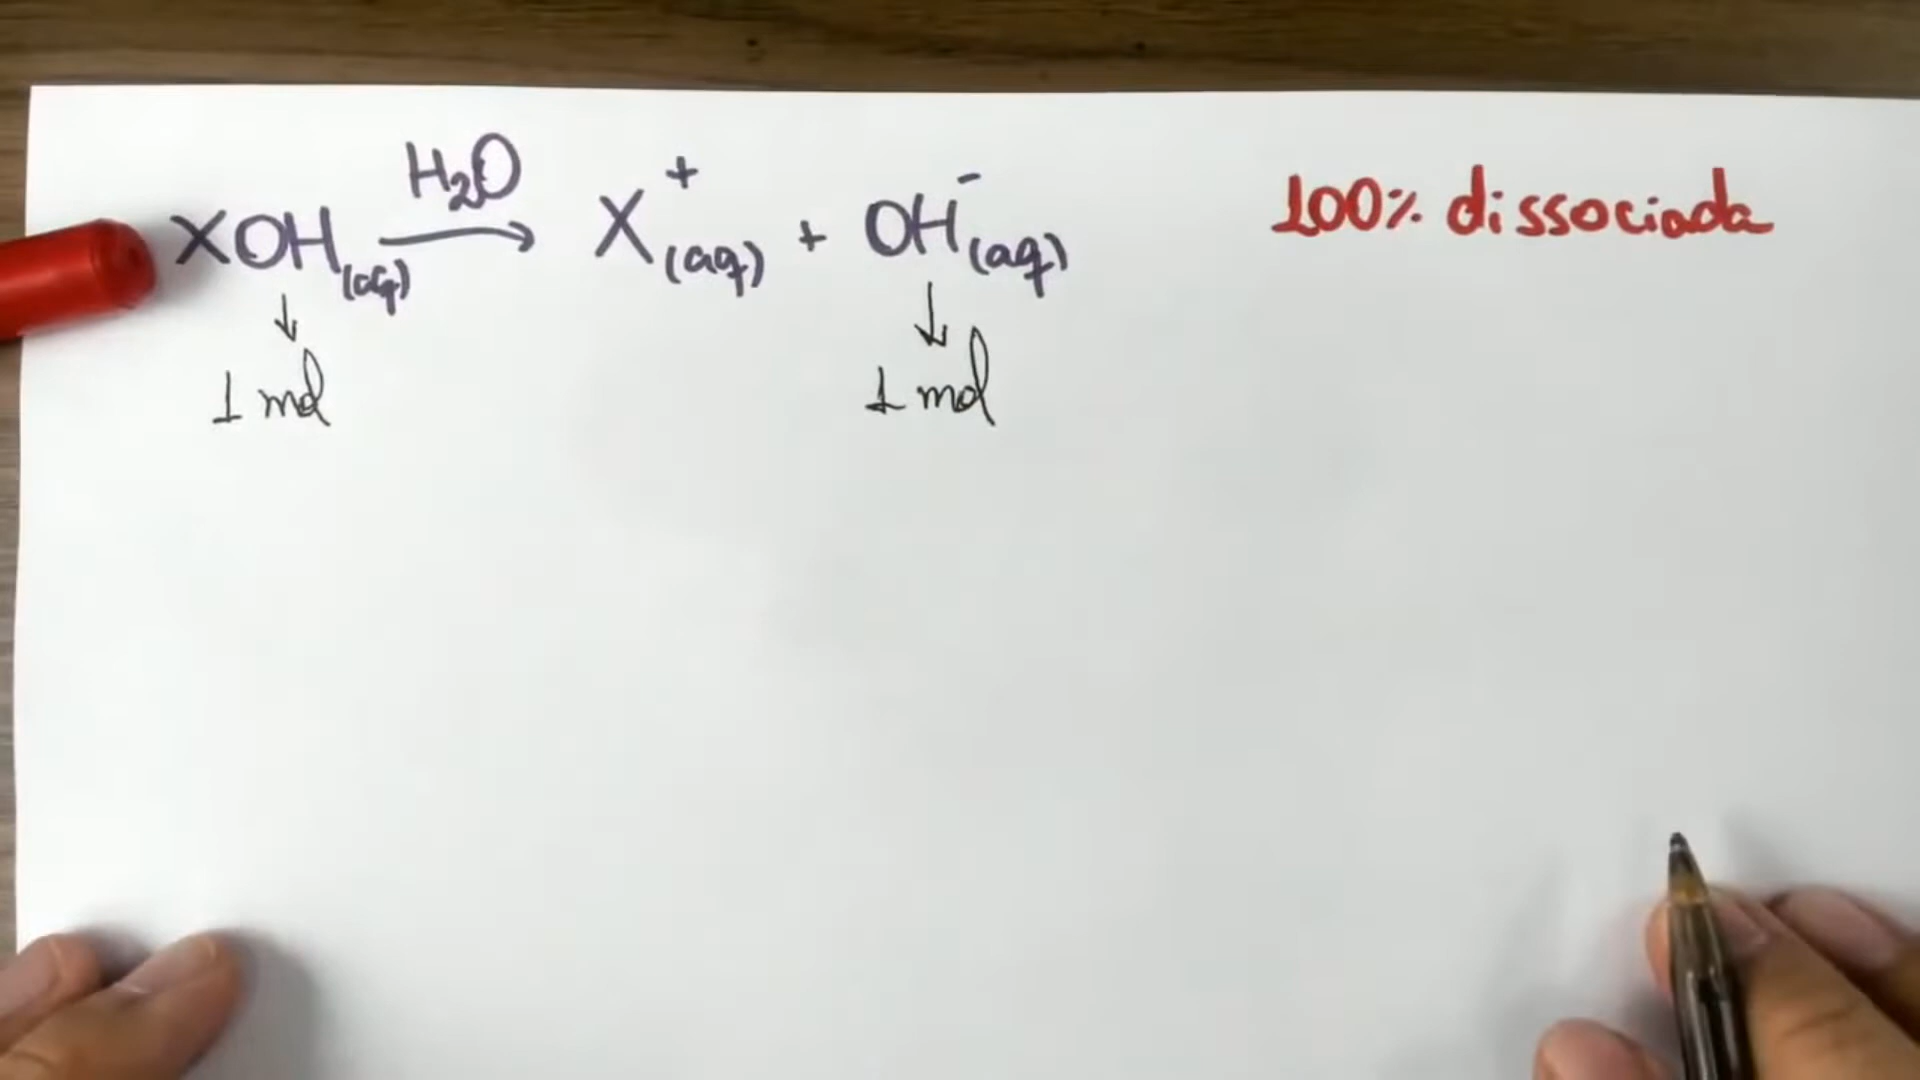 XOH(aq) →H₂O X⁺(aq) + OH⁻(aq) 100% dissociada
↓ ↓
1 mol 1 mol